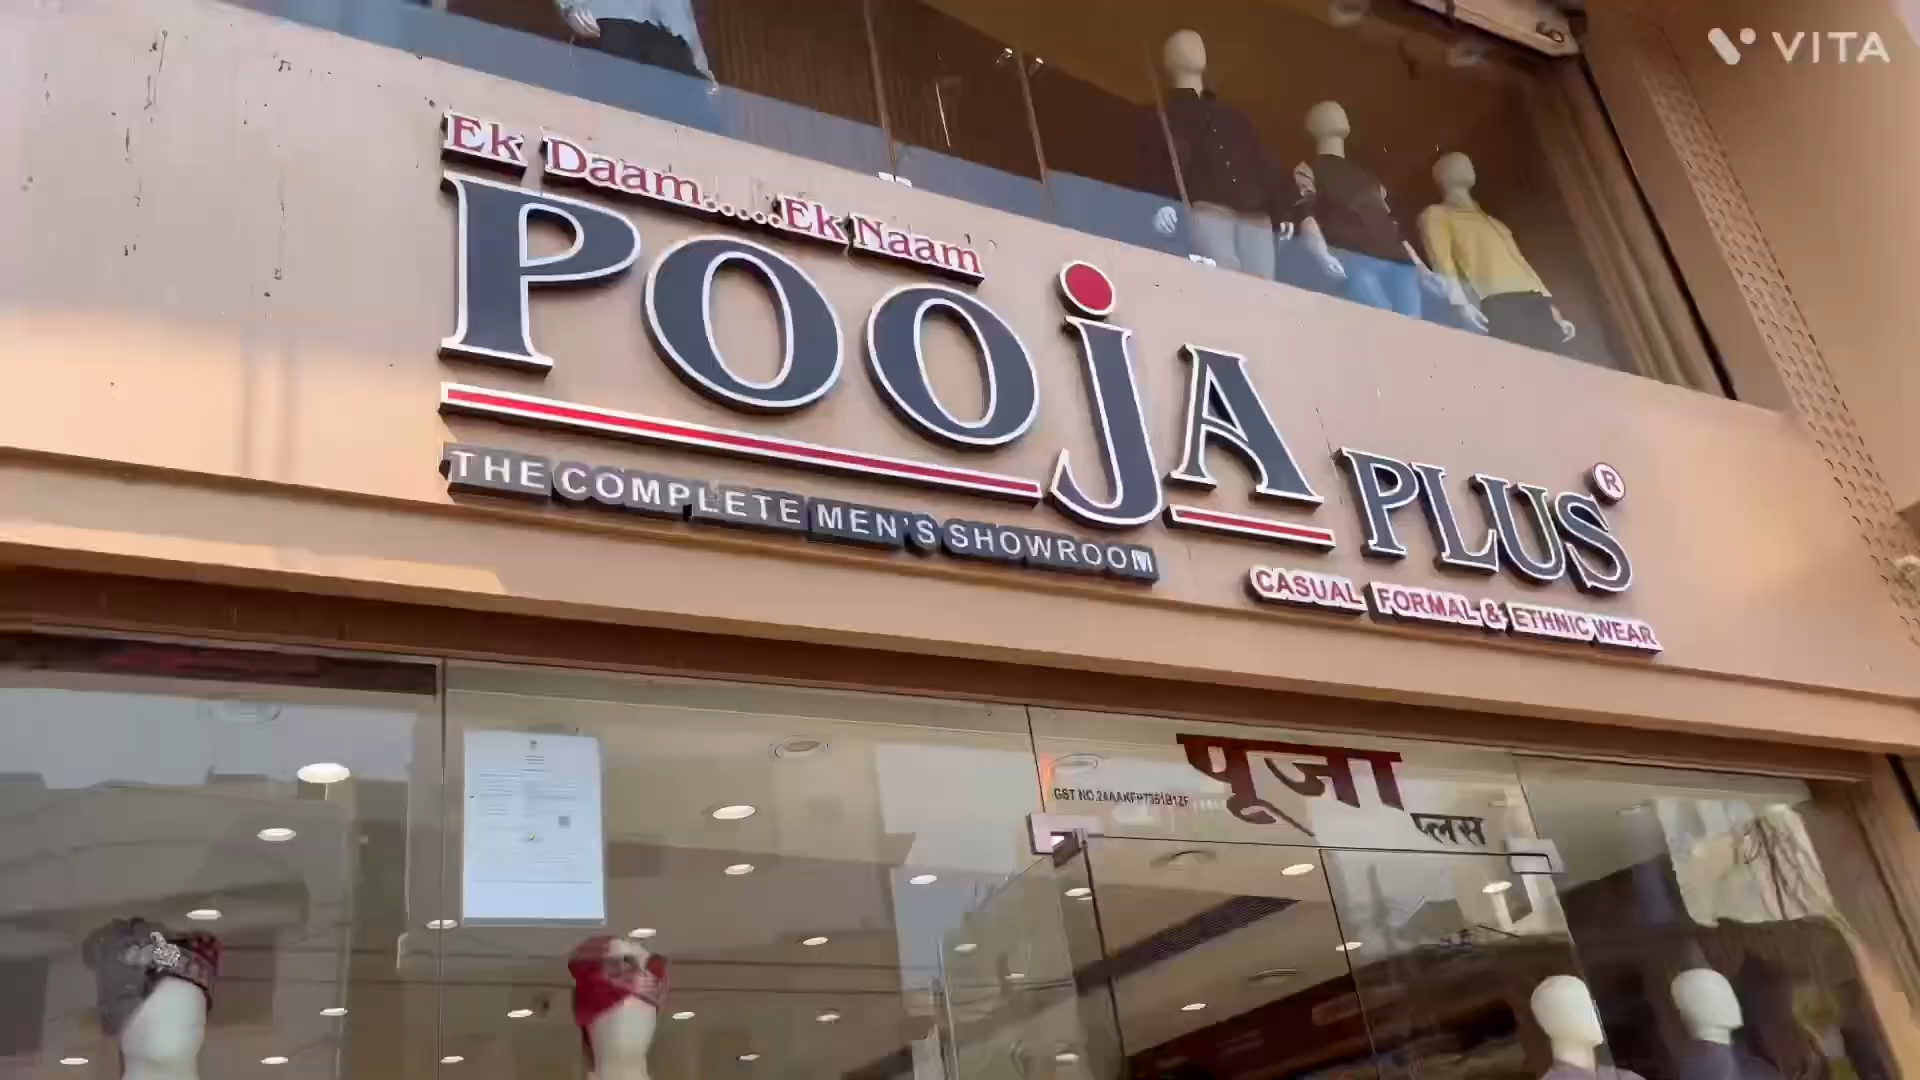 VITA
Ek Daam.....Ek Naam
POOjA PLUS®
THE COMPLETE MEN'S SHOWROOM
CASUAL FORMAL & ETHNIC WEAR
पूजा
प्लस